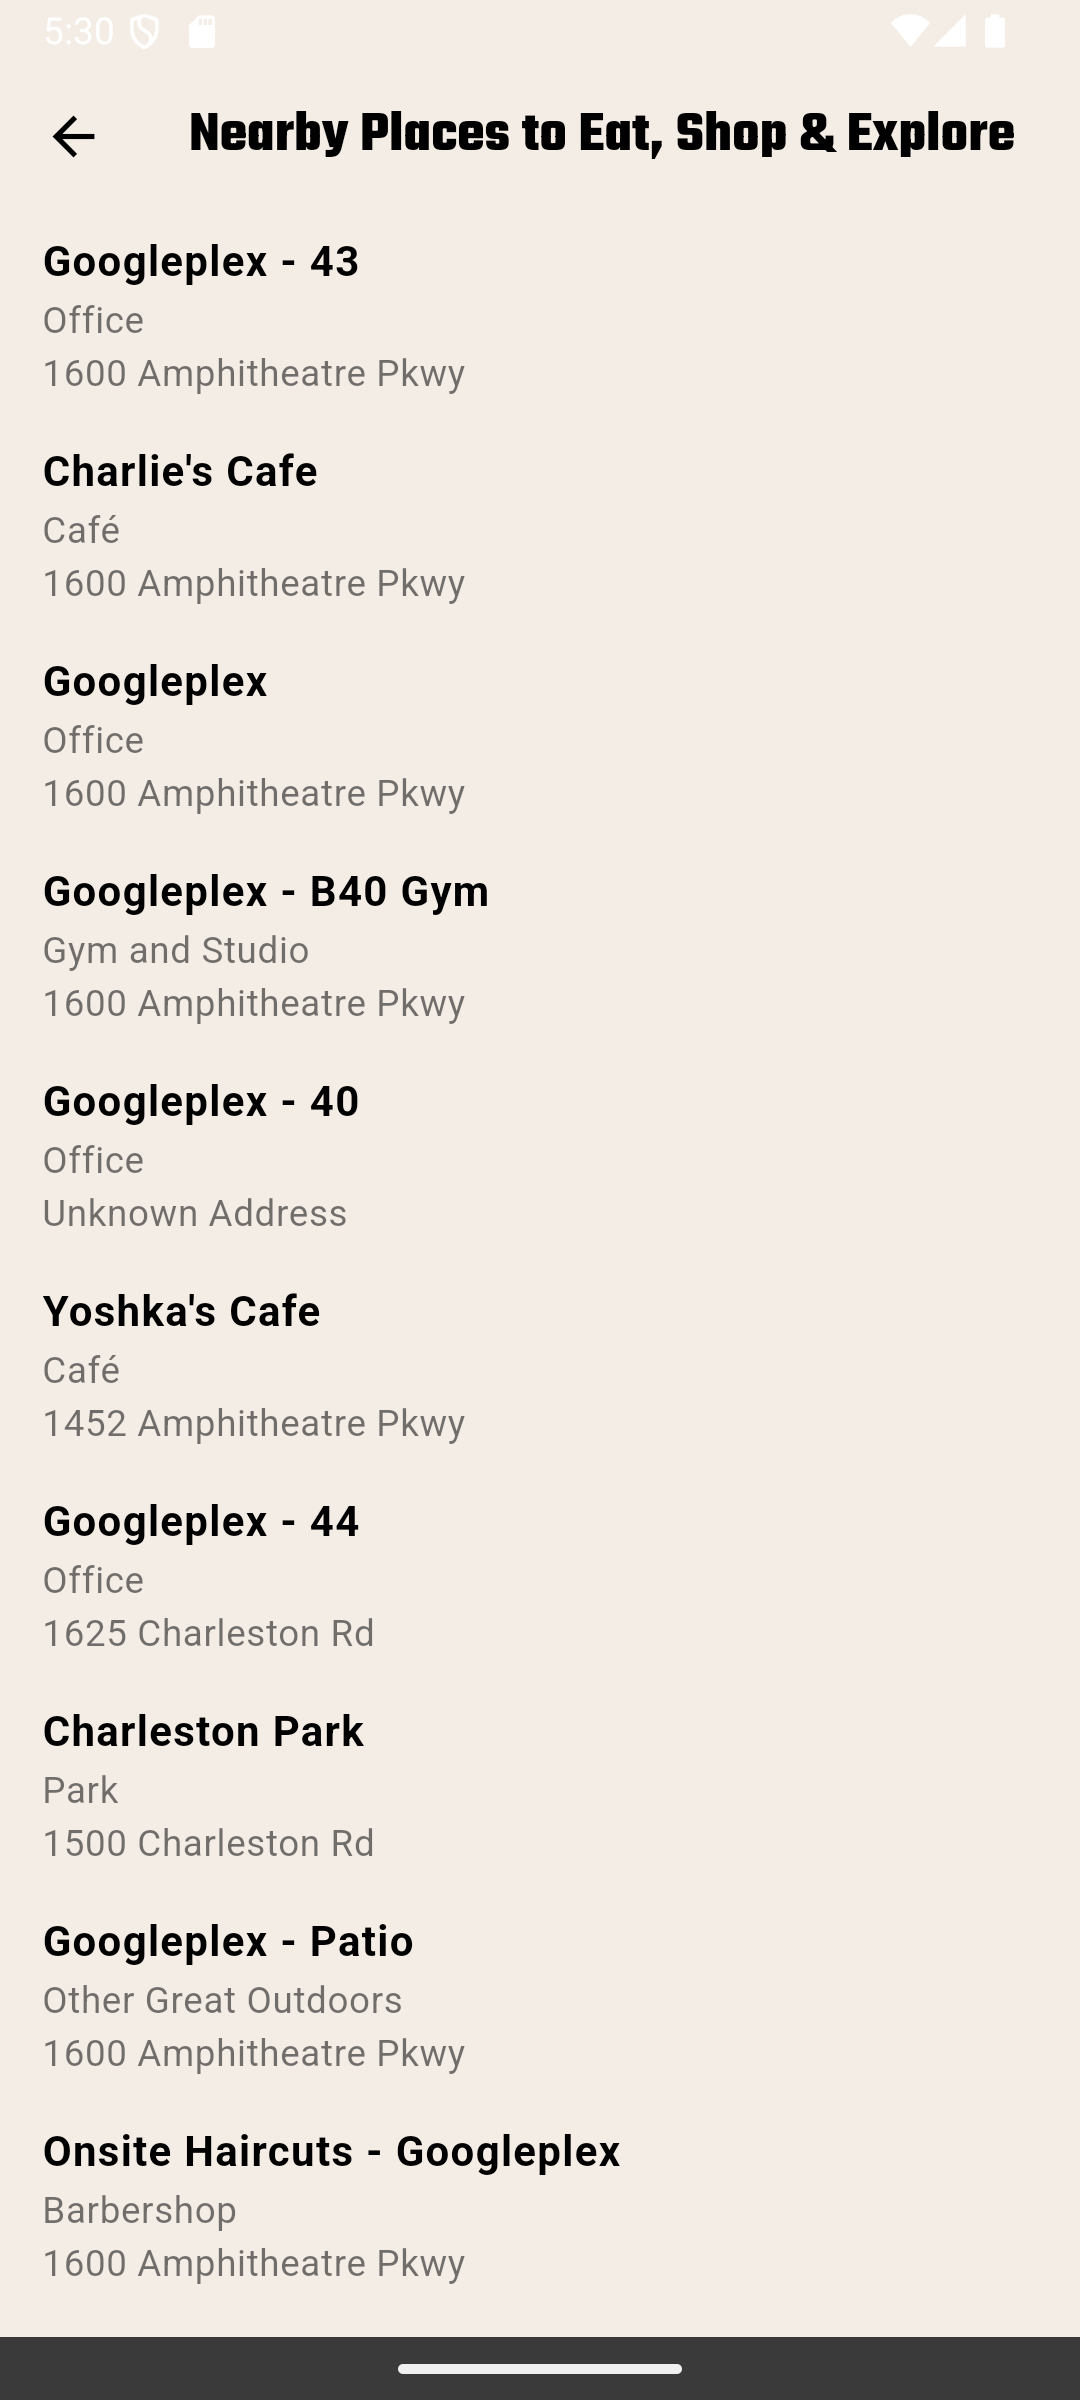 5:30
Nearby Places to Eat, Shop & Explore
Googleplex - 43
Office
1600 Amphitheatre Pkwy
Charlie's Cafe
Café
1600 Amphitheatre Pkwy
Googleplex
Office
1600 Amphitheatre Pkwy
Googleplex - B40 Gym
Gym and Studio
1600 Amphitheatre Pkwy
Googleplex - 40
Office
Unknown Address
Yoshka's Cafe
Café
1452 Amphitheatre Pkwy
Googleplex - 44
Office
1625 Charleston Rd
Charleston Park
Park
1500 Charleston Rd
Googleplex - Patio
Other Great Outdoors
1600 Amphitheatre Pkwy
Onsite Haircuts - Googleplex
Barbershop
1600 Amphitheatre Pkwy